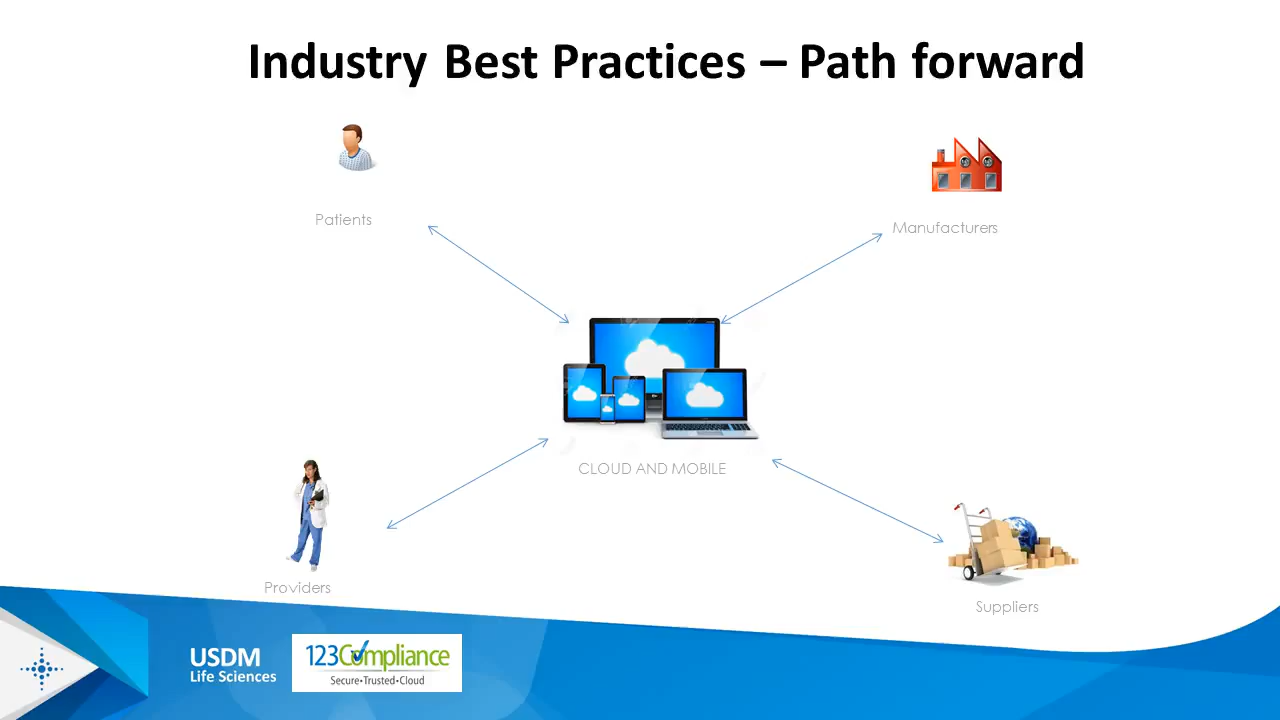 Industry Best Practices – Path forward
Patients
Manufacturers
CLOUD AND MOBILE
Providers
Suppliers
USDM
Life Sciences
123Compliance
Secure•Trusted•Cloud